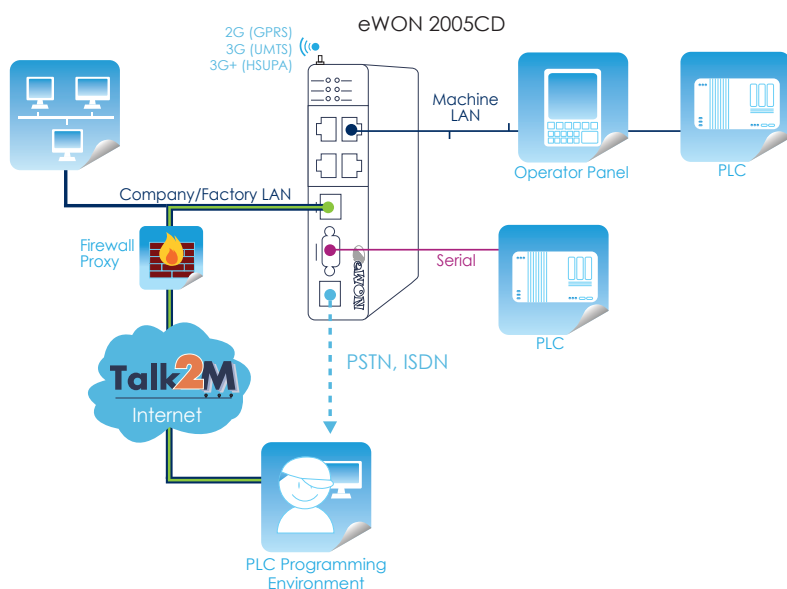 eWON 2005CD
2G (GPRS)
3G (UMTS)
3G+ (HSUPA)
Machine
LAN
Operator Panel
PLC
Company/Factory LAN
Firewall
Proxy
eWON
Serial
PLC
Talk2M
Internet
PSTN, ISDN
PLC Programming
Environment